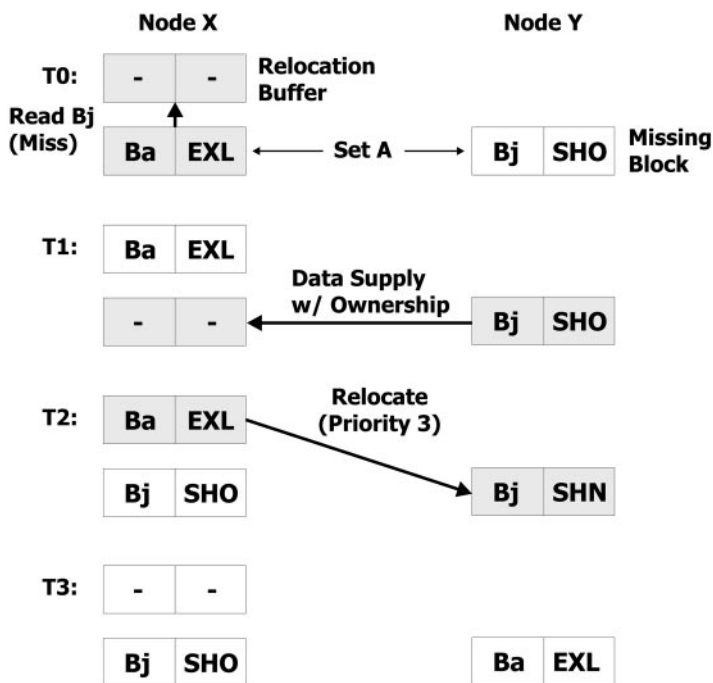 Node X
Node Y
T0:
-
-
Relocation
Buffer
Read Bj
(Miss)
Ba
EXL
Set A
Bj
SHO
Missing
Block
T1:
Ba
EXL
Data Supply
w/ Ownership
-
-
Bj
SHO
T2:
Ba
EXL
Relocate
(Priority 3)
Bj
SHO
Bj
SHN
T3:
-
-
Bj
SHO
Ba
EXL